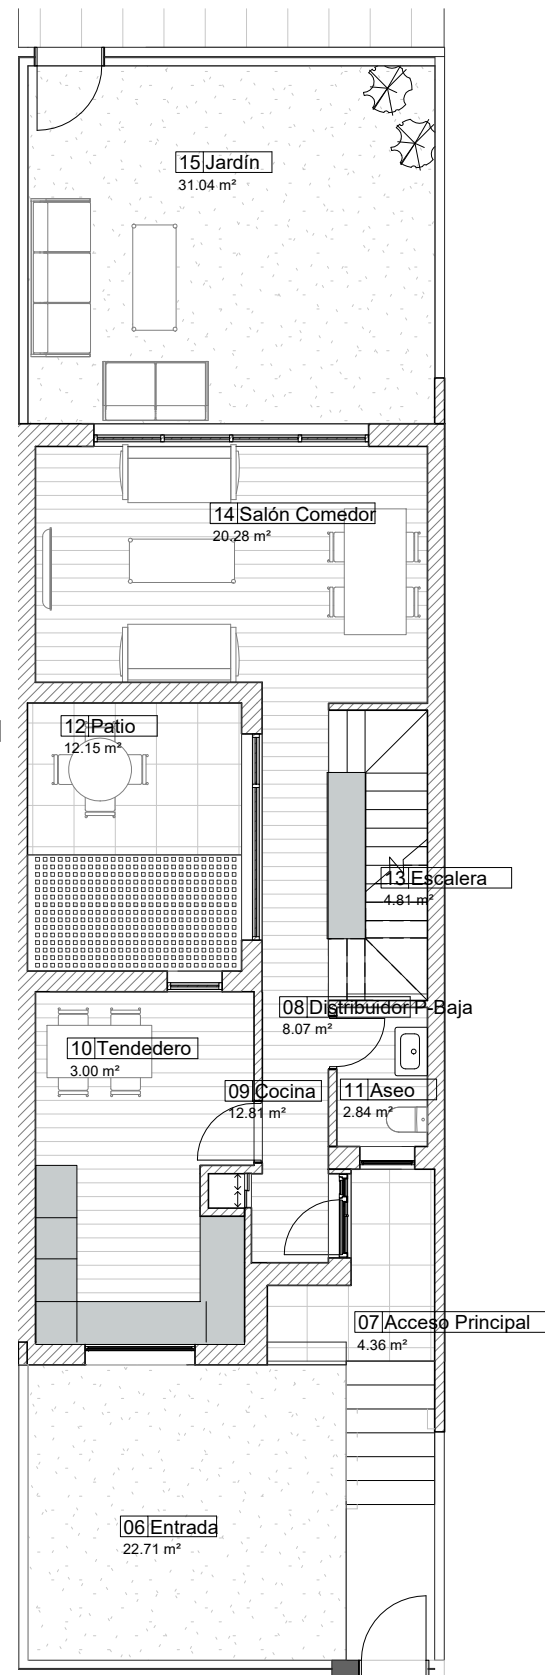 15 Jardín
31.04 m²
14 Salón Comedor
20.28 m²
12 Patio
12.15 m²
13 Escalera
4.81 m²
08 Distribuidor P-Baja
8.07 m²
10 Tendedero
3.00 m²
09 Cocina
12.81 m²
11 Aseo
2.84 m²
07 Acceso Principal
4.36 m²
06 Entrada
22.71 m²